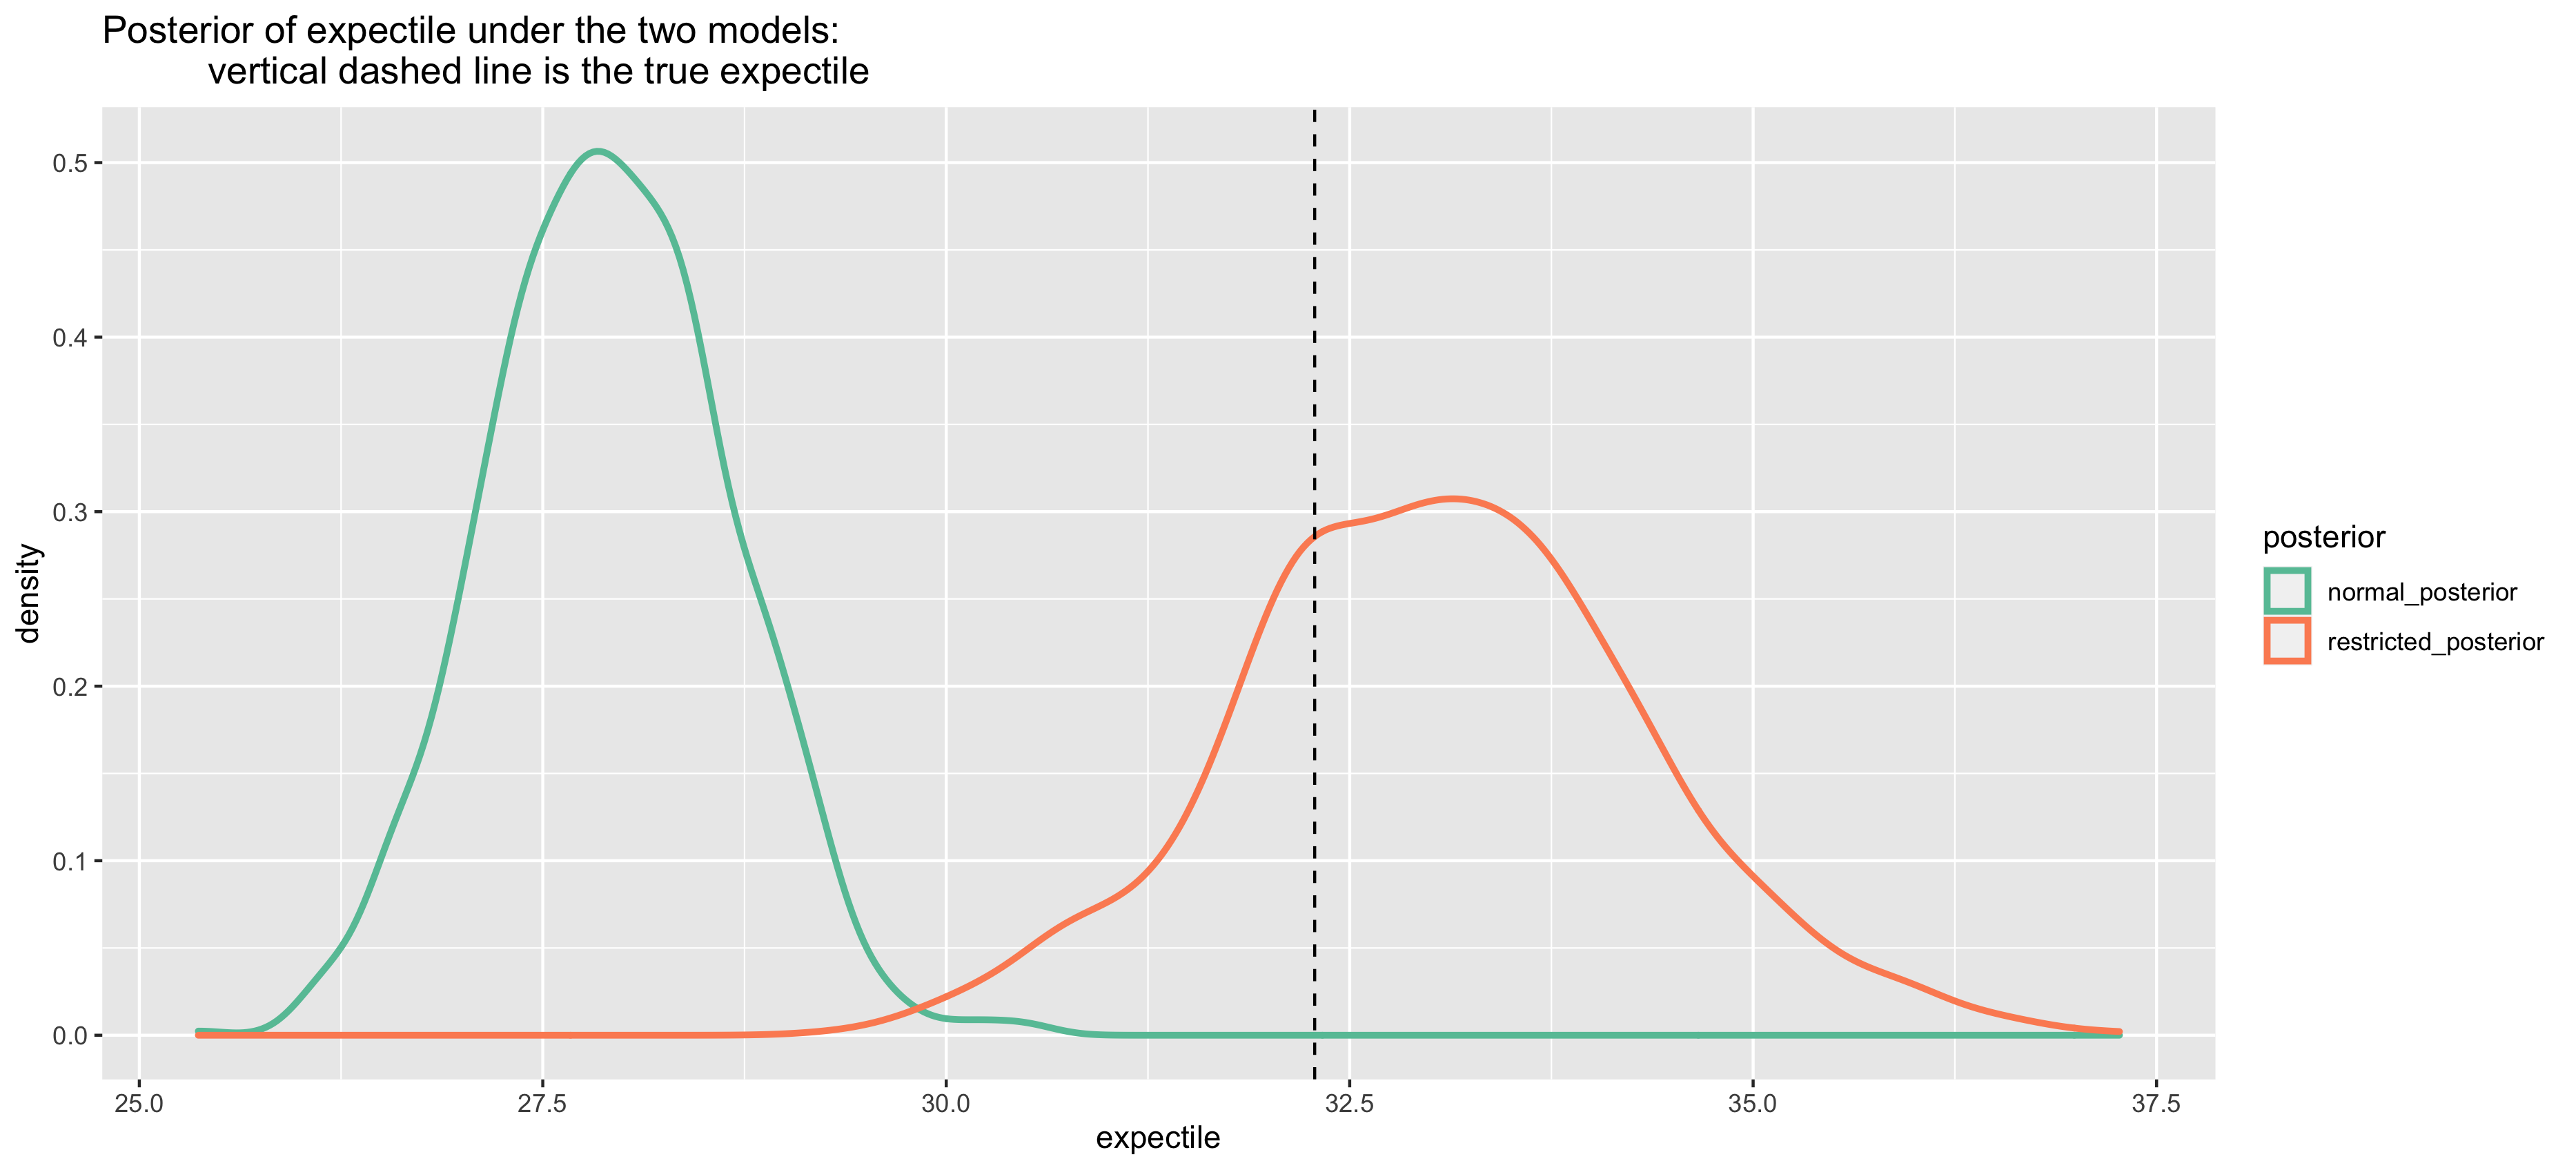 Posterior of expectile under the two models:
vertical dashed line is the true expectile
0.5
0.4
0.3
0.2
0.1
0.0
density
25.0 27.5 30.0 32.5 35.0 37.5
expectile
posterior
normal_posterior
restricted_posterior